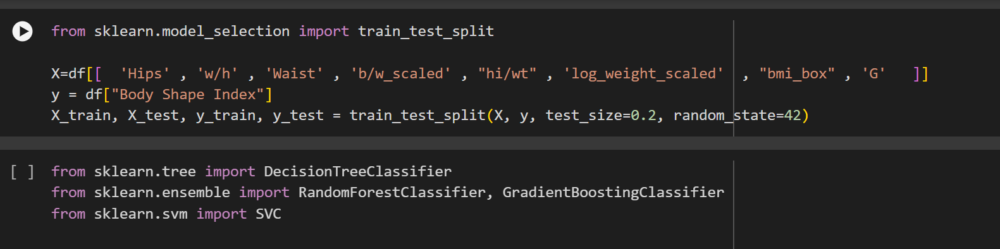 from sklearn.model_selection import train_test_split
X=df[[  'Hips' , 'w/h' , 'Waist' , 'b/w_scaled' , "hi/wt" , 'log_weight_scaled'  , "bmi_box" , 'G'   ]]
y = df["Body Shape Index"]
X_train, X_test, y_train, y_test = train_test_split(X, y, test_size=0.2, random_state=42)
[ ] from sklearn.tree import DecisionTreeClassifier
from sklearn.ensemble import RandomForestClassifier, GradientBoostingClassifier
from sklearn.svm import SVC